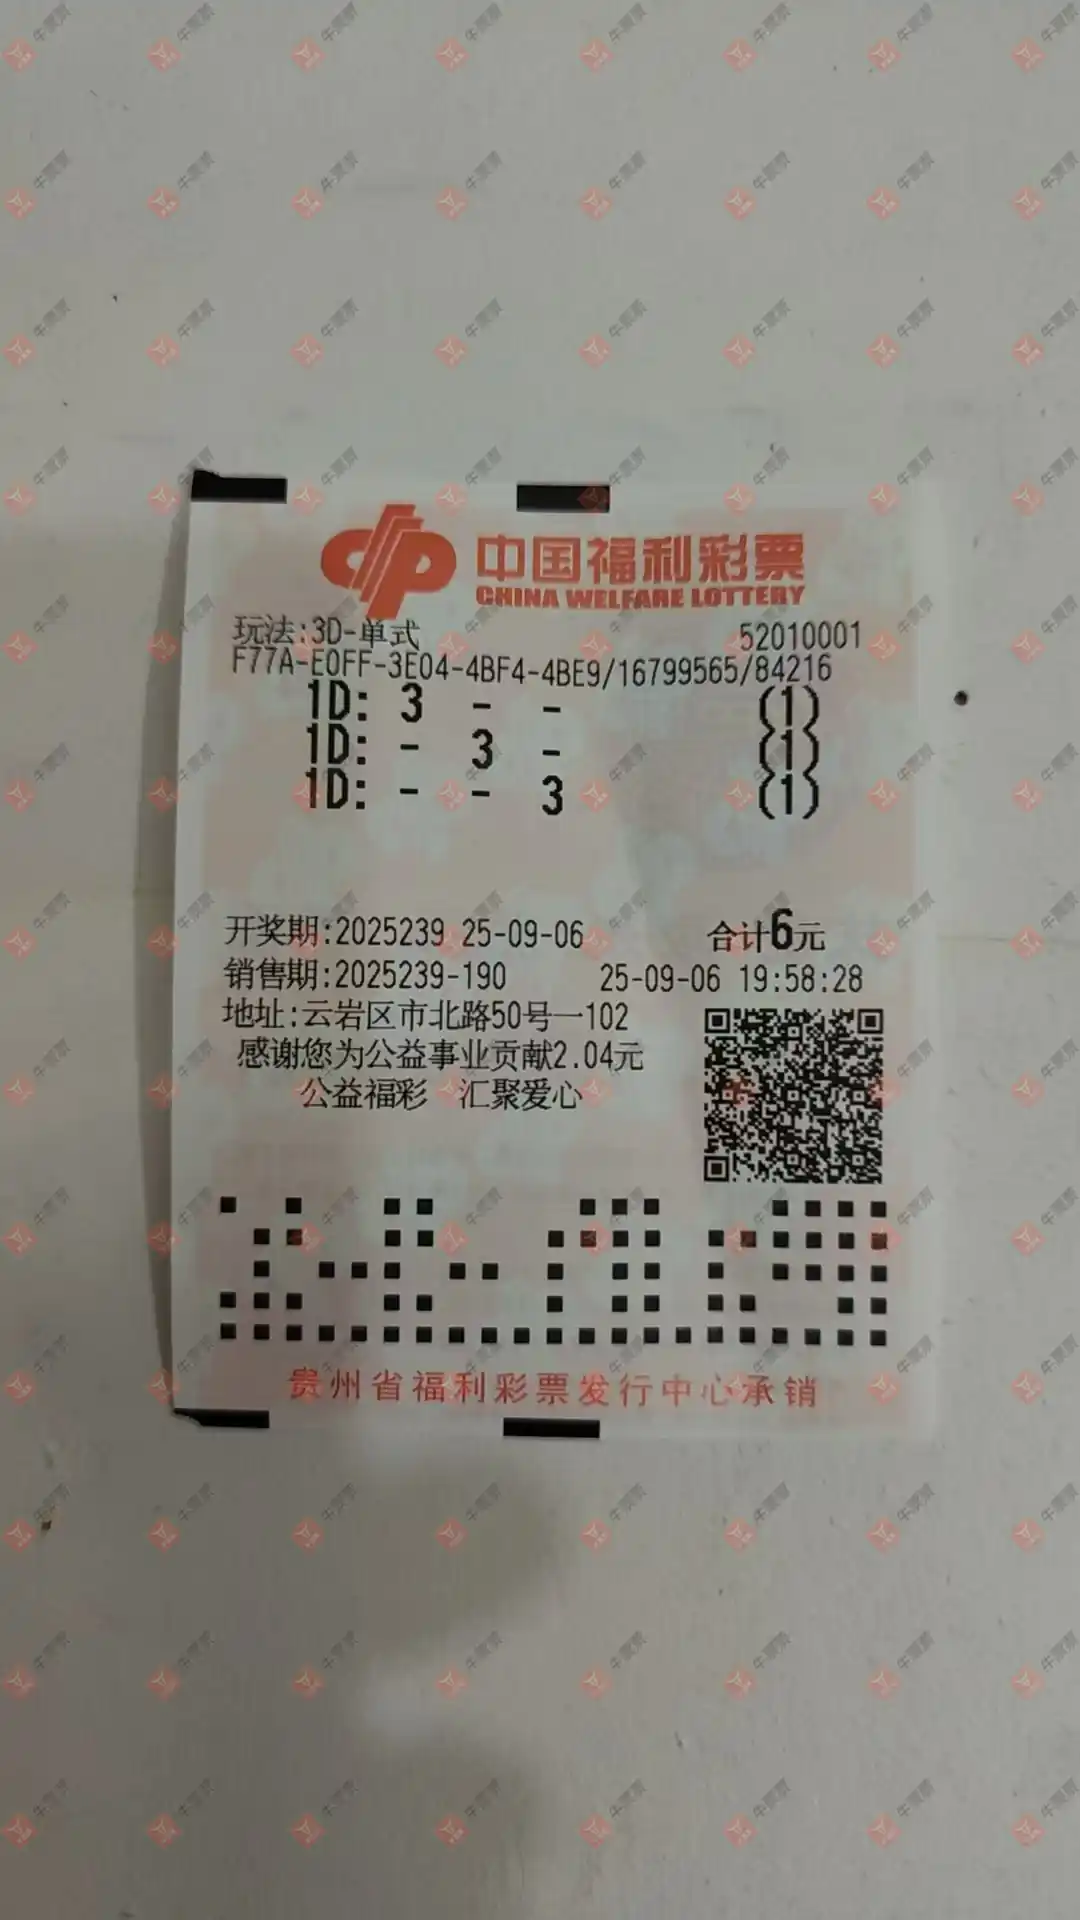 中国福利彩票
CHINA WELFARE LOTTERY
玩法:3D-单式 52010001
F77A-E0FF-3E04-4BF4-4BE9/16799565/84216
1D: 3 - - (1)
1D: - 3 - (1)
1D: - - 3 (1)
开奖期:2025239 25-09-06 合计6元
销售期:2025239-190 25-09-06 19:58:28
地址:云岩区市北路50号一102
感谢您为公益事业贡献2.04元
公益福彩 汇聚爱心
贵州省福利彩票发行中心承销